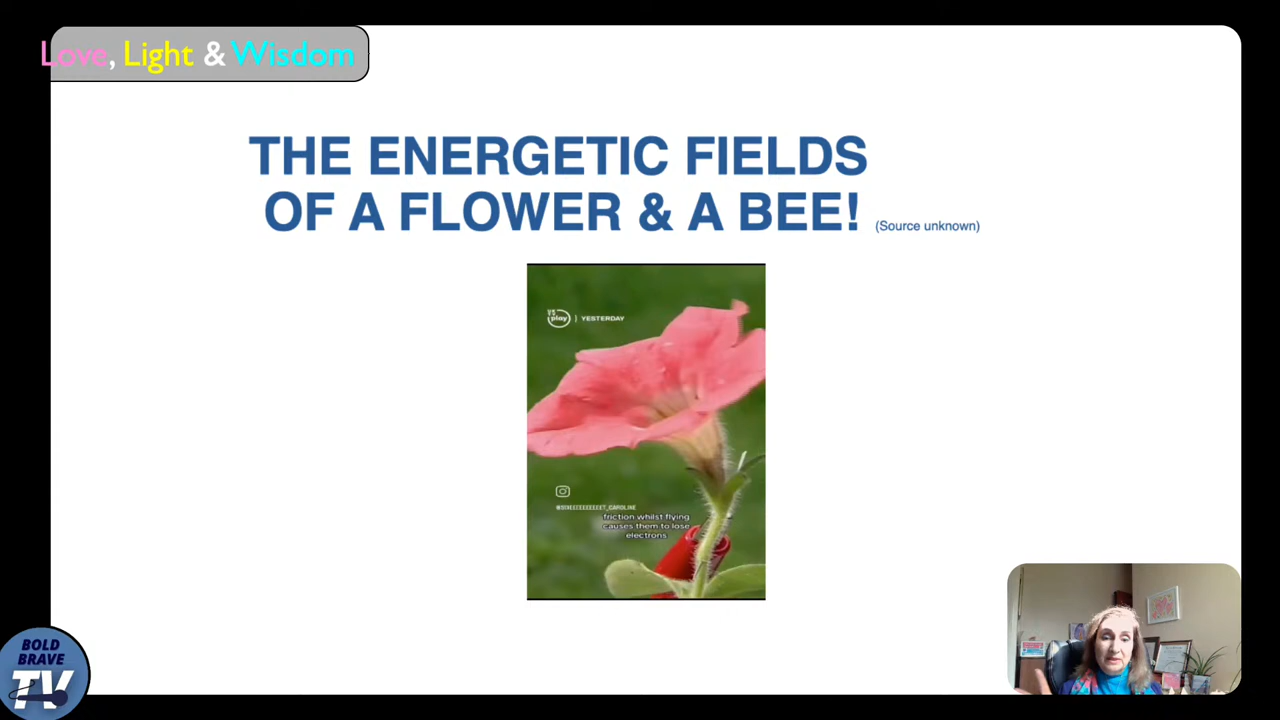 Love, Light & Wisdom
THE ENERGETIC FIELDS
OF A FLOWER & A BEE! (Source unknown)
play | YESTERDAY
friction whilst flying
causes them to lose
electrons
BOLD
BRAVE
TV